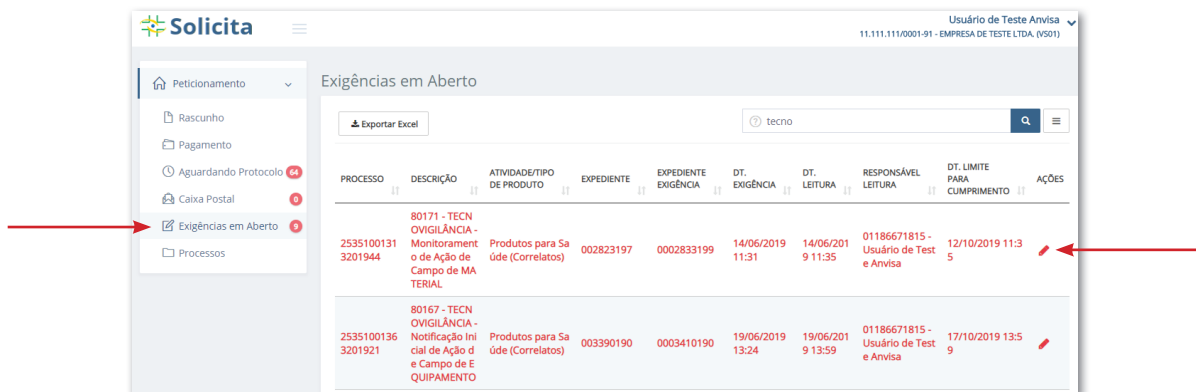 Solicita
Usuário de Teste Anvisa
11.111.111/0001-91 - EMPRESA DE TESTE LTDA. (VS01)
Peticionamento
Rascunho
Pagamento
Aguardando Protocolo 64
Caixa Postal 0
Exigências em Aberto 9
Processos
Exigências em Aberto
Exportar Excel
tecno
PROCESSO
DESCRIÇÃO
ATIVIDADE/TIPO
DE PRODUTO
EXPEDIENTE
EXPEDIENTE
EXIGÊNCIA
DT.
EXIGÊNCIA
DT.
LEITURA
RESPONSÁVEL
LEITURA
DT. LIMITE
PARA
CUMPRIMENTO
AÇÕES
2535100131
3201944
80171 - TECN
OVIGILÂNCIA -
Monitorament
o de Ação de
Campo de MA
TERIAL
Produtos para Sa
úde (Correlatos)
002823197
0002833199
14/06/2019
11:31
14/06/201
9 11:35
01186671815 -
Usuário de Test
e Anvisa
12/10/2019 11:3
5
2535100136
3201921
80167 - TECN
OVIGILÂNCIA -
Notificação Ini
cial de Ação d
e Campo de E
QUIPAMENTO
Produtos para Sa
úde (Correlatos)
003390190
0003410190
19/06/2019
13:24
19/06/201
9 13:59
01186671815 -
Usuário de Test
e Anvisa
17/10/2019 13:5
9